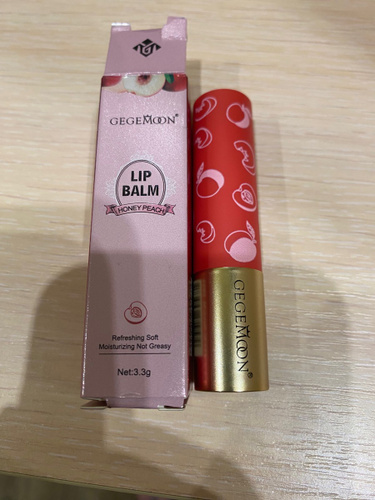 GEGEMOON®
LIP
BALM
HONEY PEACH
Refreshing Soft
Moisturizing Not Greasy
Net:3.3g
GEGEMOON®